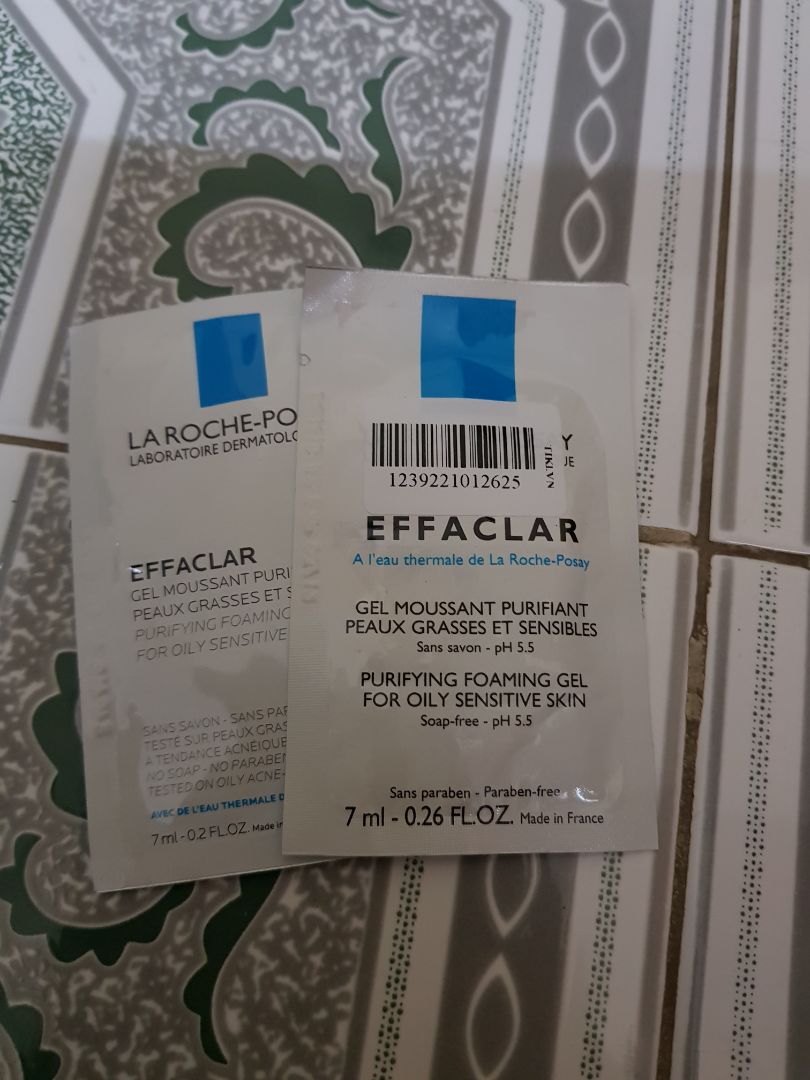 LA ROCHE-PO
LABORATOIRE DERMATOLO
EFFACLAR
GEL MOUSSANT PURI
PEAUX GRASSES ET S
PURIFYING FOAMING
FOR OILY SENSITIVE
SANS SAVON - SANS PAR
TESTÉ SUR PEAUX GRAS
À TENDANCE ACNÉIQUE
NO SOAP - NO PARABEN
TESTED ON OILY ACNE-
AVEC DE L'EAU THERMALE D
7 ml - 0.2 FL.OZ. Made in
Y
UE
1239221012625
TIKI.VN
EFFACLAR
A l'eau thermale de La Roche-Posay
GEL MOUSSANT PURIFIANT
PEAUX GRASSES ET SENSIBLES
Sans savon - pH 5.5
PURIFYING FOAMING GEL
FOR OILY SENSITIVE SKIN
Soap-free - pH 5.5
Sans paraben - Paraben-free
7 ml - 0.26 FL.OZ. Made in France